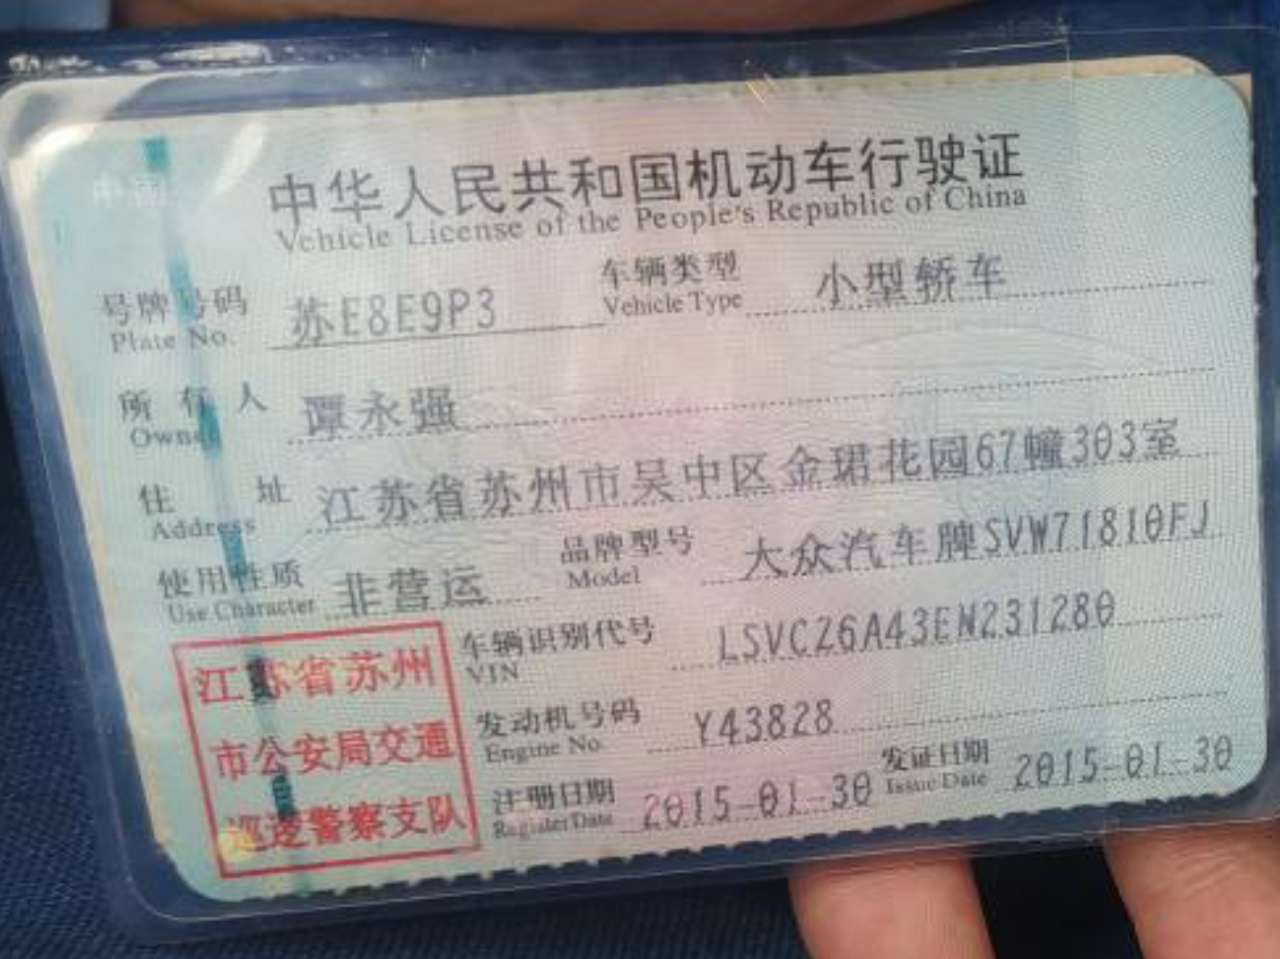 中国
中华人民共和国机动车行驶证
Vehicle License of the People's Republic of China
号牌号码 苏E8E9P3 车辆类型 小型轿车
Plate No. Vehicle Type
所有人 谭永强
Owner
住址 江苏省苏州市吴中区金珺花园67幢303室
Address
使用性质 非营运 品牌型号 大众汽车牌SVW71810FJ
Use Character Model
车辆识别代号 LSVC26A43EN231280
VIN
发动机号码 Y43828
Engine No.
注册日期 2015-01-30 发证日期 2015-01-30
Register Date Issue Date
江苏省苏州
市公安局交通
巡逻警察支队